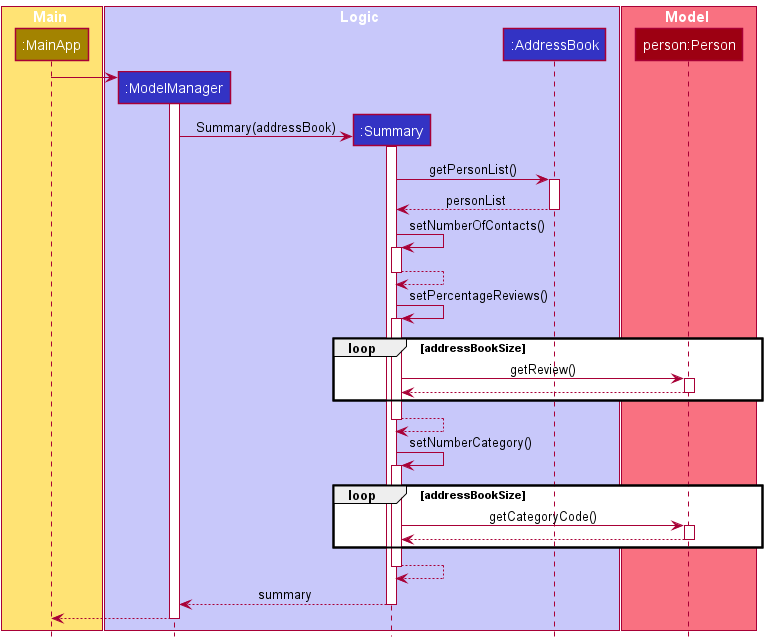 Main
Logic
Model
:MainApp
:AddressBook
person:Person
:ModelManager
Summary(addressBook)
:Summary
getPersonList()
personList
setNumberOfContacts()
setPercentageReviews()
loop
[addressBookSize]
getReview()
setNumberCategory()
loop
[addressBookSize]
getCategoryCode()
summary